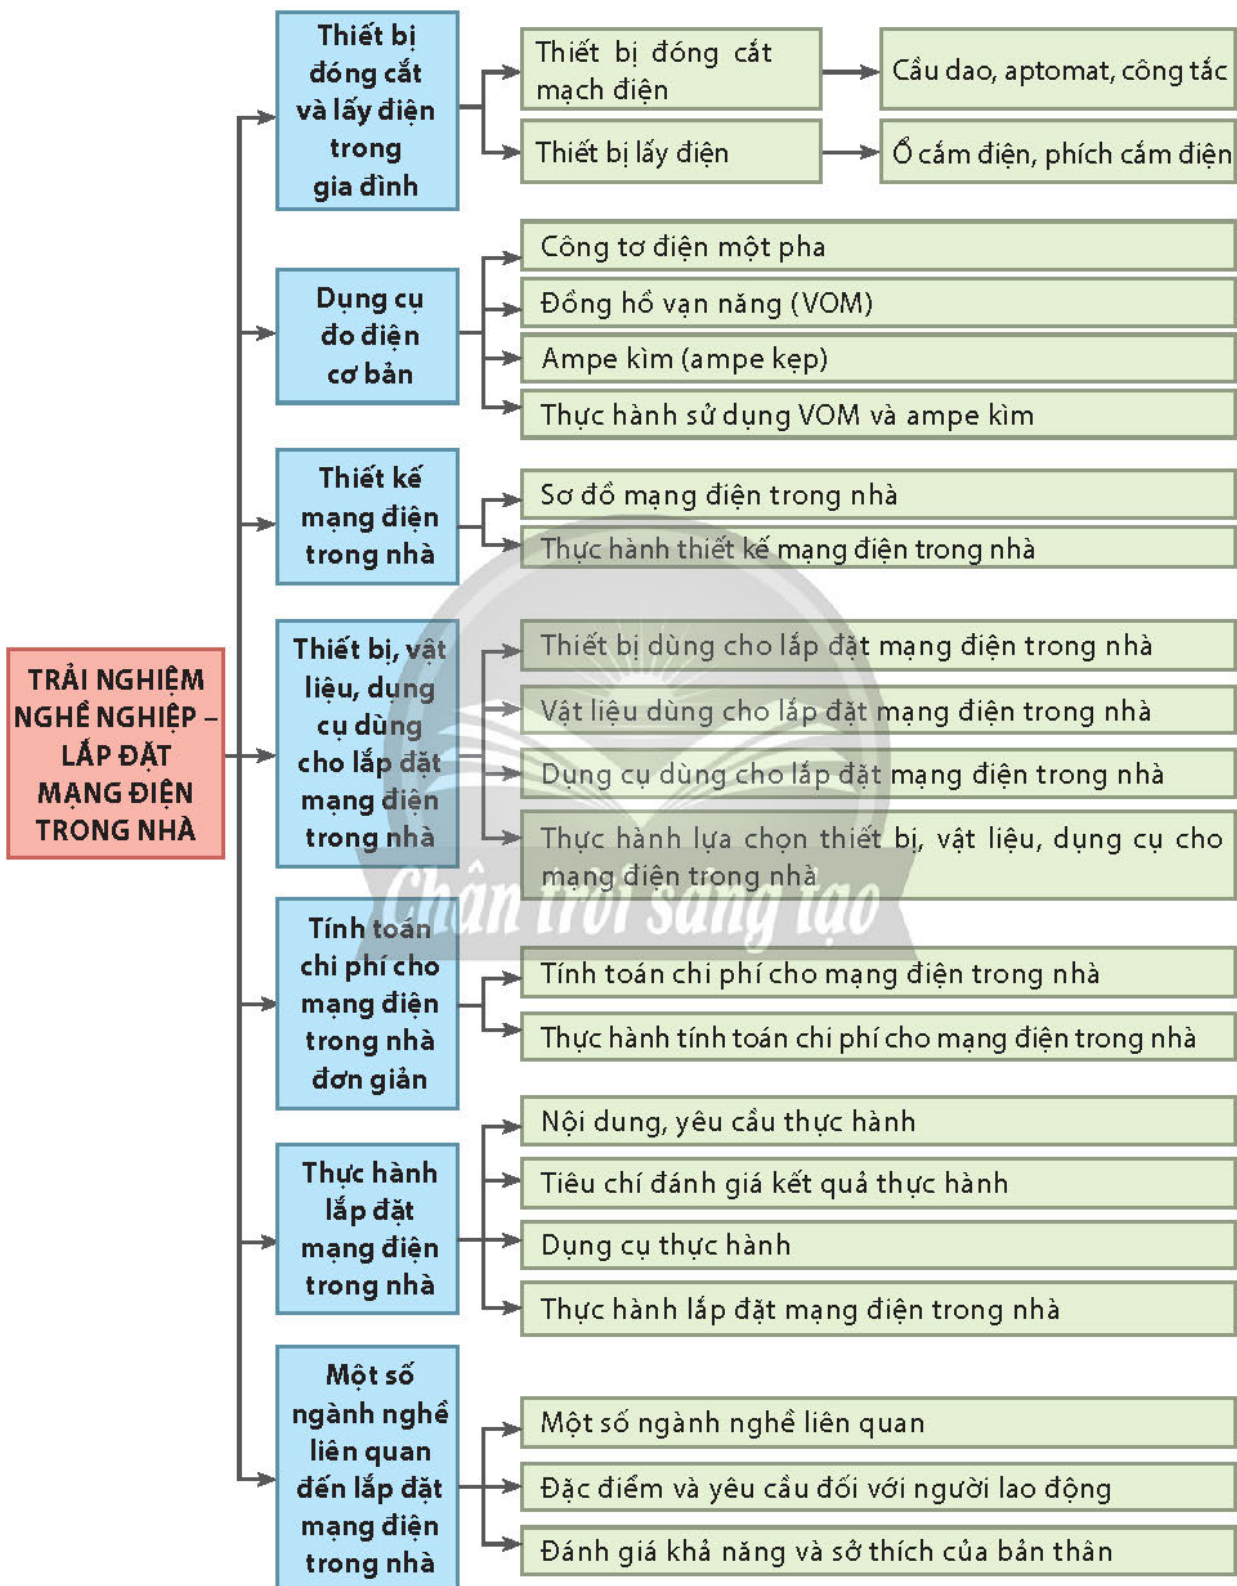 TRẢI NGHIỆM
NGHỀ NGHIỆP –
LẮP ĐẶT
MẠNG ĐIỆN
TRONG NHÀ
Thiết bị
đóng cắt
và lấy điện
trong
gia đình
Thiết bị đóng cắt
mạch điện
Cầu dao, aptomat, công tắc
Thiết bị lấy điện
Ổ cắm điện, phích cắm điện
Dụng cụ
đo điện
cơ bản
Công tơ điện một pha
Đồng hồ vạn năng (VOM)
Ampe kìm (ampe kẹp)
Thực hành sử dụng VOM và ampe kìm
Thiết kế
mạng điện
trong nhà
Sơ đồ mạng điện trong nhà
Thực hành thiết kế mạng điện trong nhà
Thiết bị, vật
liệu, dụng
cụ dùng
cho lắp đặt
mạng điện
trong nhà
Thiết bị dùng cho lắp đặt mạng điện trong nhà
Vật liệu dùng cho lắp đặt mạng điện trong nhà
Dụng cụ dùng cho lắp đặt mạng điện trong nhà
Thực hành lựa chọn thiết bị, vật liệu, dụng cụ cho
mạng điện trong nhà
Chân trời sáng tạo
Tính toán
chi phí cho
mạng điện
trong nhà
đơn giản
Tính toán chi phí cho mạng điện trong nhà
Thực hành tính toán chi phí cho mạng điện trong nhà
Thực hành
lắp đặt
mạng điện
trong nhà
Nội dung, yêu cầu thực hành
Tiêu chí đánh giá kết quả thực hành
Dụng cụ thực hành
Thực hành lắp đặt mạng điện trong nhà
Một số
ngành nghề
liên quan
đến lắp đặt
mạng điện
trong nhà
Một số ngành nghề liên quan
Đặc điểm và yêu cầu đối với người lao động
Đánh giá khả năng và sở thích của bản thân